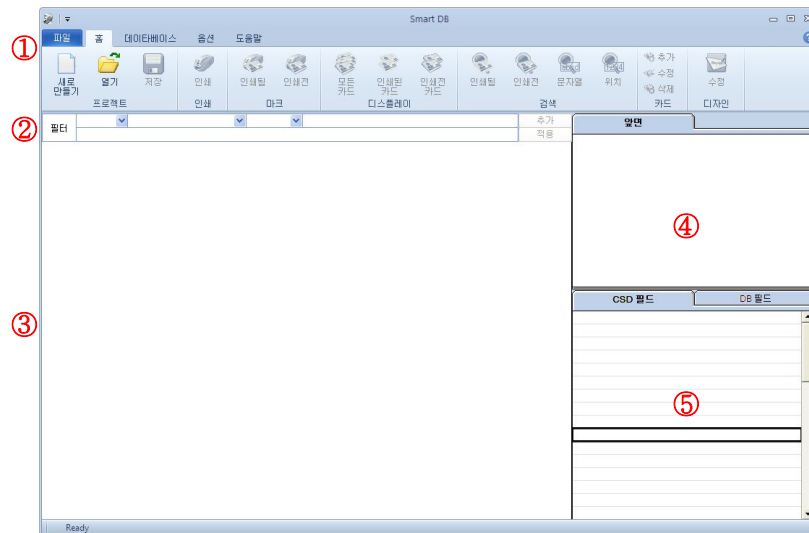 Smart DB
① 파일 홈 데이타베이스 옵션 도움말
새로 만들기 열기 저장 인쇄 인쇄됨 인쇄전 모든 카드 인쇄된 카드 인쇄전 카드 인쇄됨 인쇄전 문자열 위치 추가 수정 삭제 수정
프로젝트 인쇄 마크 디스플레이 검색 카드 디자인
② 필터 추가 앞면
적용
④
CSD 필드 DB 필드
③
⑤
Ready